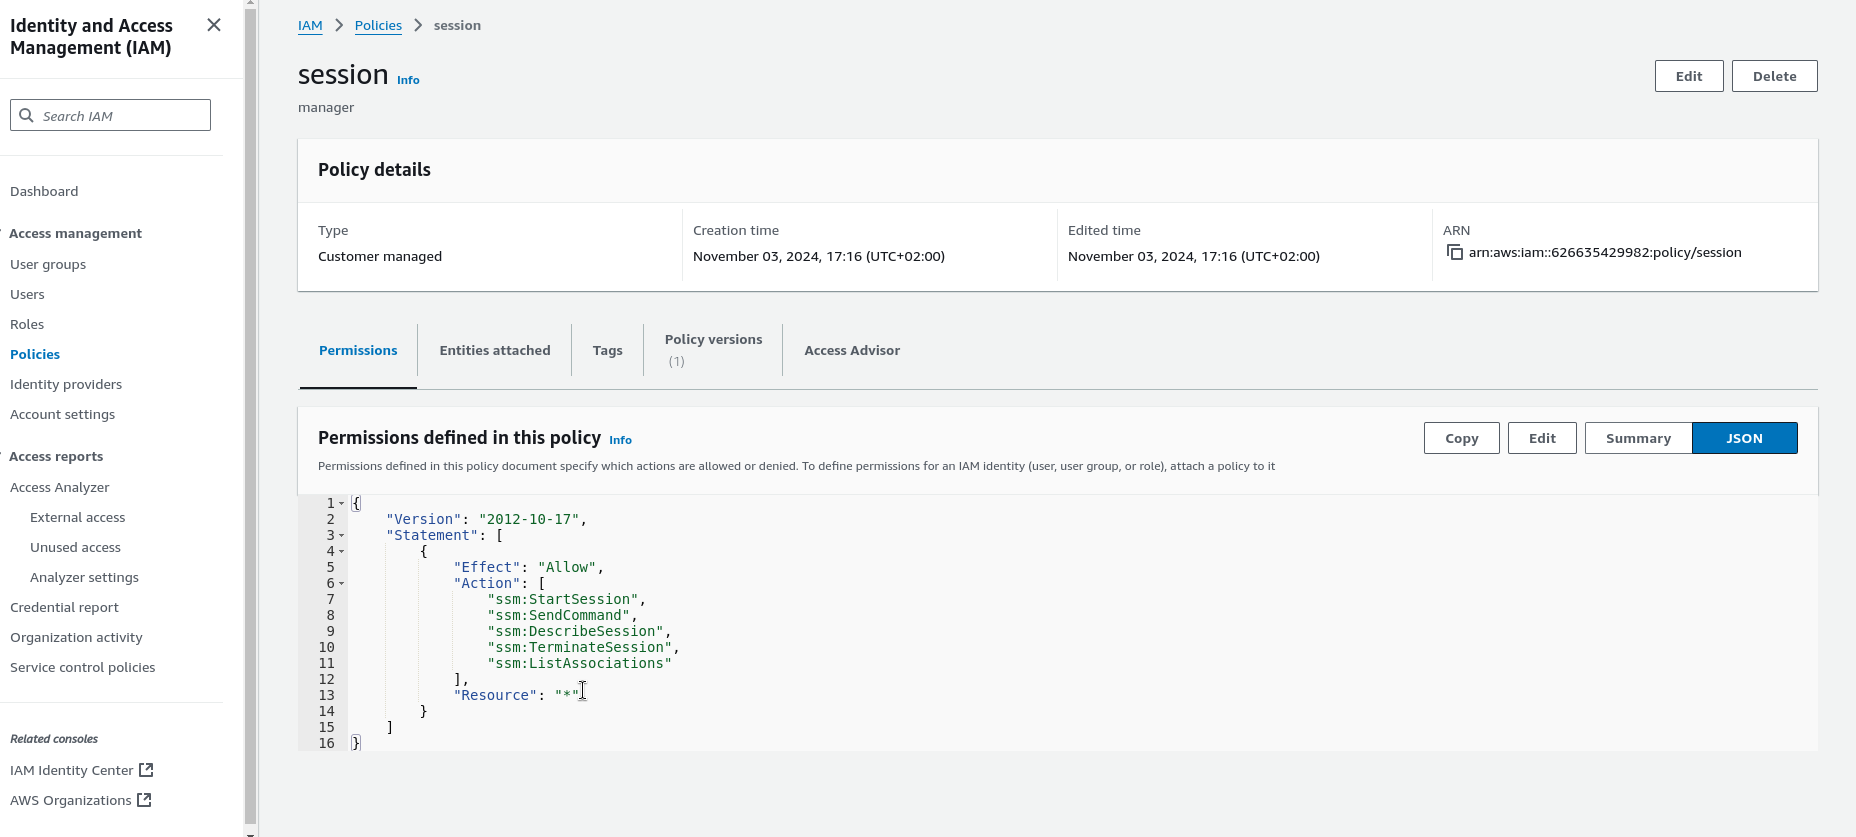 Identity and Access
Management (IAM)
Search IAM
Dashboard
Access management
User groups
Users
Roles
Policies
Identity providers
Account settings
Access reports
Access Analyzer
External access
Unused access
Analyzer settings
Credential report
Organization activity
Service control policies
Related consoles
IAM Identity Center
AWS Organizations
IAM > Policies > session
session Info
Edit Delete
manager
Policy details
Type
Customer managed
Creation time
November 03, 2024, 17:16 (UTC+02:00)
Edited time
November 03, 2024, 17:16 (UTC+02:00)
ARN
arn:aws:iam::626635429982:policy/session
Permissions
Entities attached
Tags
Policy versions
(1)
Access Advisor
Permissions defined in this policy Info
Copy Edit Summary JSON
Permissions defined in this policy document specify which actions are allowed or denied. To define permissions for an IAM identity (user, user group, or role), attach a policy to it
1 {
2 "Version": "2012-10-17",
3 "Statement": [
4 {
5 "Effect": "Allow",
6 "Action": [
7 "ssm:StartSession",
8 "ssm:SendCommand",
9 "ssm:DescribeSession",
10 "ssm:TerminateSession",
11 "ssm:ListAssociations"
12 ],
13 "Resource": "*"
14 }
15 ]
16 }